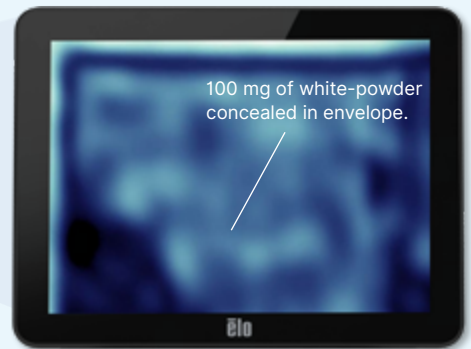 100 mg of white-powder
concealed in envelope.
elo